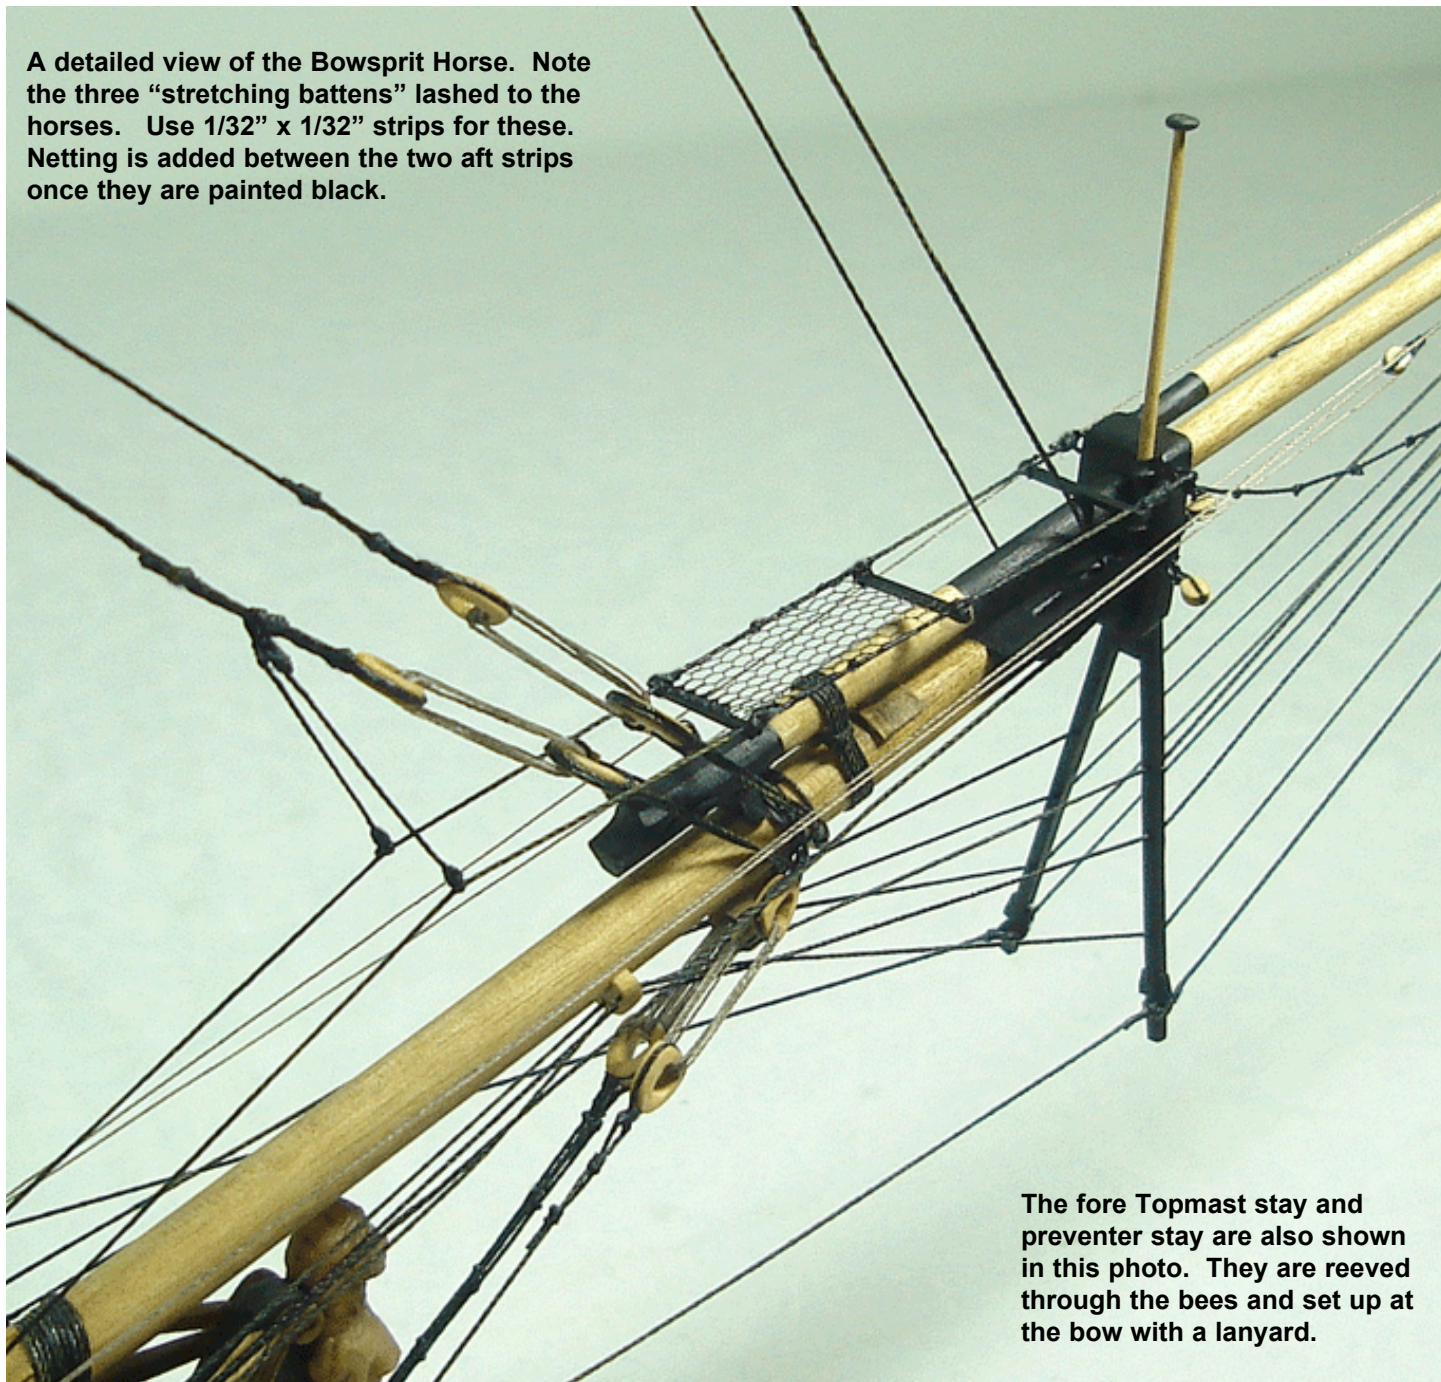 A detailed view of the Bowsprit Horse.  Note
the three “stretching battens” lashed to the
horses.   Use 1/32” x 1/32” strips for these.
Netting is added between the two aft strips
once they are painted black.
The fore Topmast stay and
preventer stay are also shown
in this photo.  They are reeved
through the bees and set up at
the bow with a lanyard.